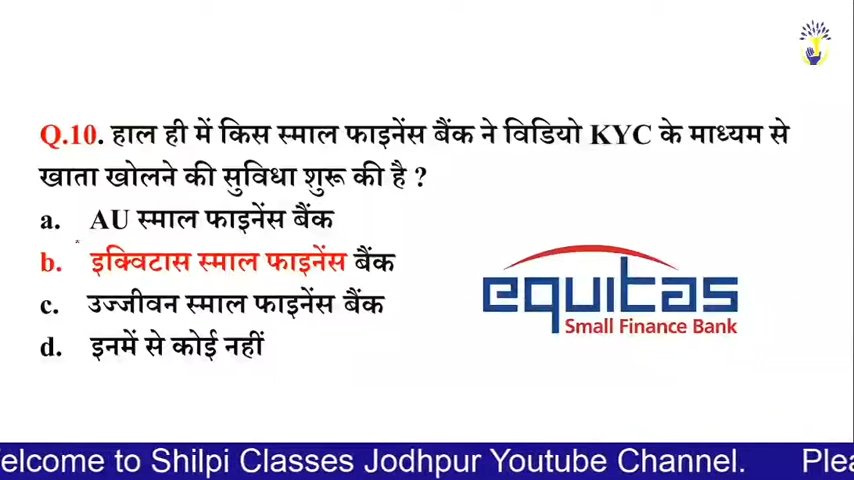 Q.10. हाल ही में किस स्माल फाइनेंस बैंक ने विडियो KYC के माध्यम से
खाता खोलने की सुविधा शुरू की है ?
a. AU स्माल फाइनेंस बैंक
b. इक्विटास स्माल फाइनेंस बैंक
c. उज्जीवन स्माल फाइनेंस बैंक
d. इनमें से कोई नहीं
equitas
Small Finance Bank
elcome to Shilpi Classes Jodhpur Youtube Channel. Plea